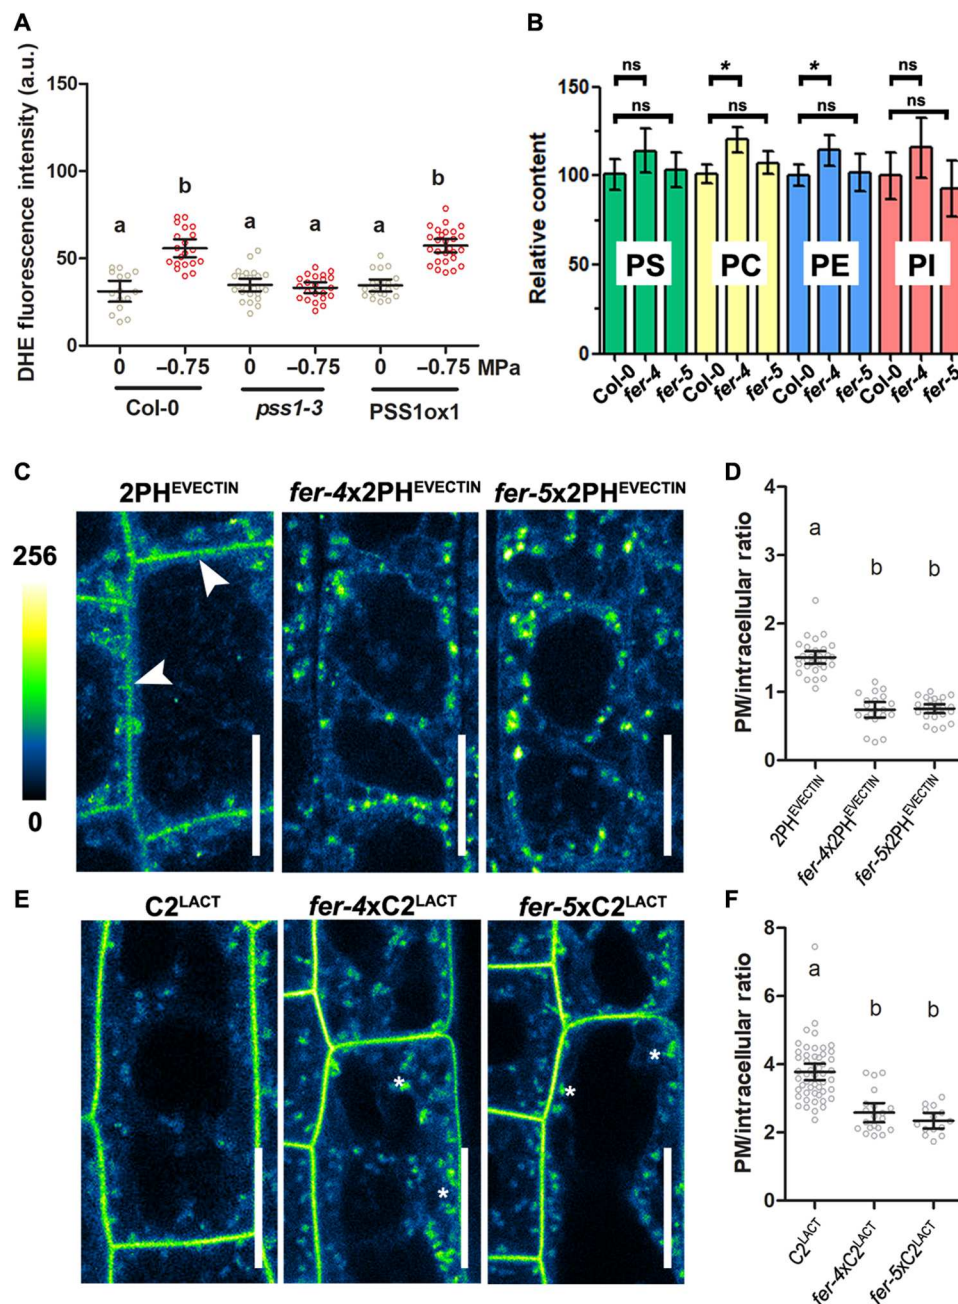 A
DHE fluorescence intensity (a.u.)
150
100
50
0
a
b
a
a
a
b
0
−0.75
0
−0.75
0
−0.75
MPa
Col-0
pss1-3
PSS1ox1
B
Relative content
150
100
50
0
ns
ns
*
ns
*
ns
ns
ns
PS
PC
PE
PI
Col-0
fer-4
fer-5
Col-0
fer-4
fer-5
Col-0
fer-4
fer-5
Col-0
fer-4
fer-5
C
2PHEVECTIN
fer-4x2PHEVECTIN
fer-5x2PHEVECTIN
256
0
D
PM/intracellular ratio
4
3
2
1
0
a
b
b
2PHEVECTIN
fer-4x2PHEVECTIN
fer-5x2PHEVECTIN
E
C2LACT
fer-4xC2LACT
fer-5xC2LACT
*
*
*
*
F
PM/intracellular ratio
8
6
4
2
0
a
b
b
C2LACT
fer-4xC2LACT
fer-5xC2LACT